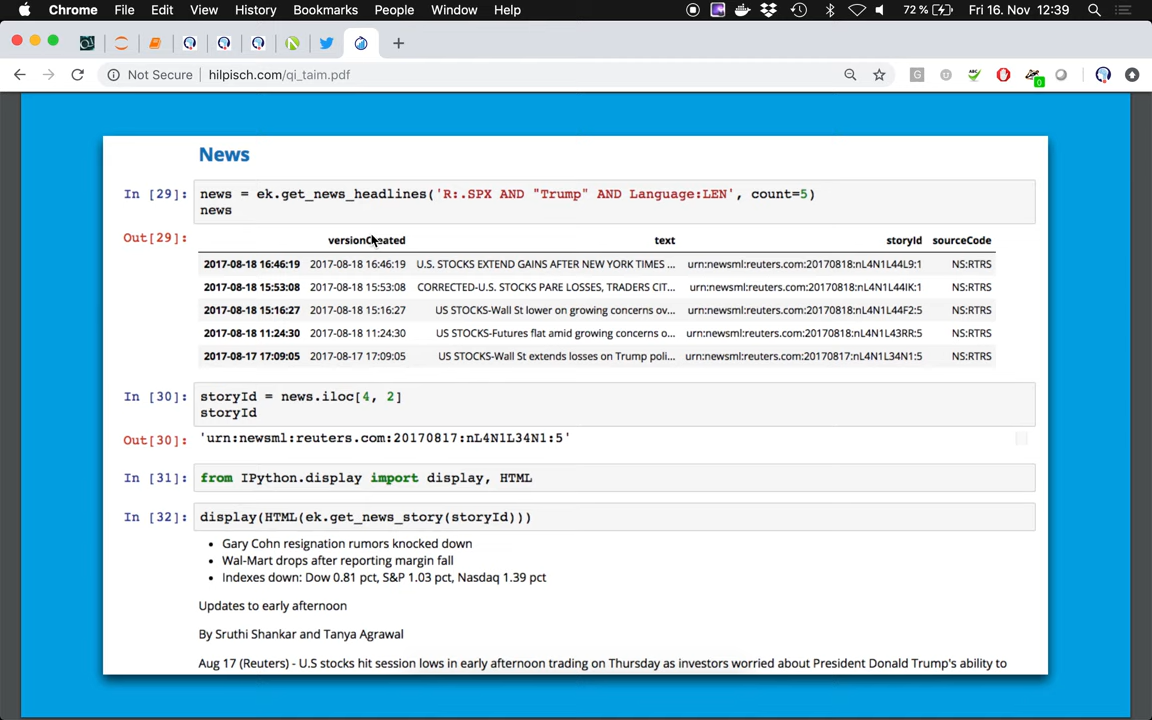 Chrome File Edit View History Bookmarks People Window Help 72 % Fri 16. Nov 12:39
Not Secure hilpisch.com/qi_taim.pdf
0
News
In [29]: news = ek.get_news_headlines('R:.SPX AND "Trump" AND Language:LEN', count=5)
news
Out[29]:
versionCreated text storyId sourceCode
2017-08-18 16:46:19 2017-08-18 16:46:19 U.S. STOCKS EXTEND GAINS AFTER NEW YORK TIMES ... urn:newsml:reuters.com:20170818:nL4N1L44L9:1 NS:RTRS
2017-08-18 15:53:08 2017-08-18 15:53:08 CORRECTED-U.S. STOCKS PARE LOSSES, TRADERS CIT... urn:newsml:reuters.com:20170818:nL4N1L44IK:1 NS:RTRS
2017-08-18 15:16:27 2017-08-18 15:16:27 US STOCKS-Wall St lower on growing concerns ov... urn:newsml:reuters.com:20170818:nL4N1L44F2:5 NS:RTRS
2017-08-18 11:24:30 2017-08-18 11:24:30 US STOCKS-Futures flat amid growing concerns o... urn:newsml:reuters.com:20170818:nL4N1L43RR:5 NS:RTRS
2017-08-17 17:09:05 2017-08-17 17:09:05 US STOCKS-Wall St extends losses on Trump poli... urn:newsml:reuters.com:20170817:nL4N1L34N1:5 NS:RTRS
In [30]: storyId = news.iloc[4, 2]
storyId
Out[30]: 'urn:newsml:reuters.com:20170817:nL4N1L34N1:5'
In [31]: from IPython.display import display, HTML
In [32]: display(HTML(ek.get_news_story(storyId)))
• Gary Cohn resignation rumors knocked down
• Wal-Mart drops after reporting margin fall
• Indexes down: Dow 0.81 pct, S&P 1.03 pct, Nasdaq 1.39 pct
Updates to early afternoon
By Sruthi Shankar and Tanya Agrawal
Aug 17 (Reuters) - U.S stocks hit session lows in early afternoon trading on Thursday as investors worried about President Donald Trump's ability to